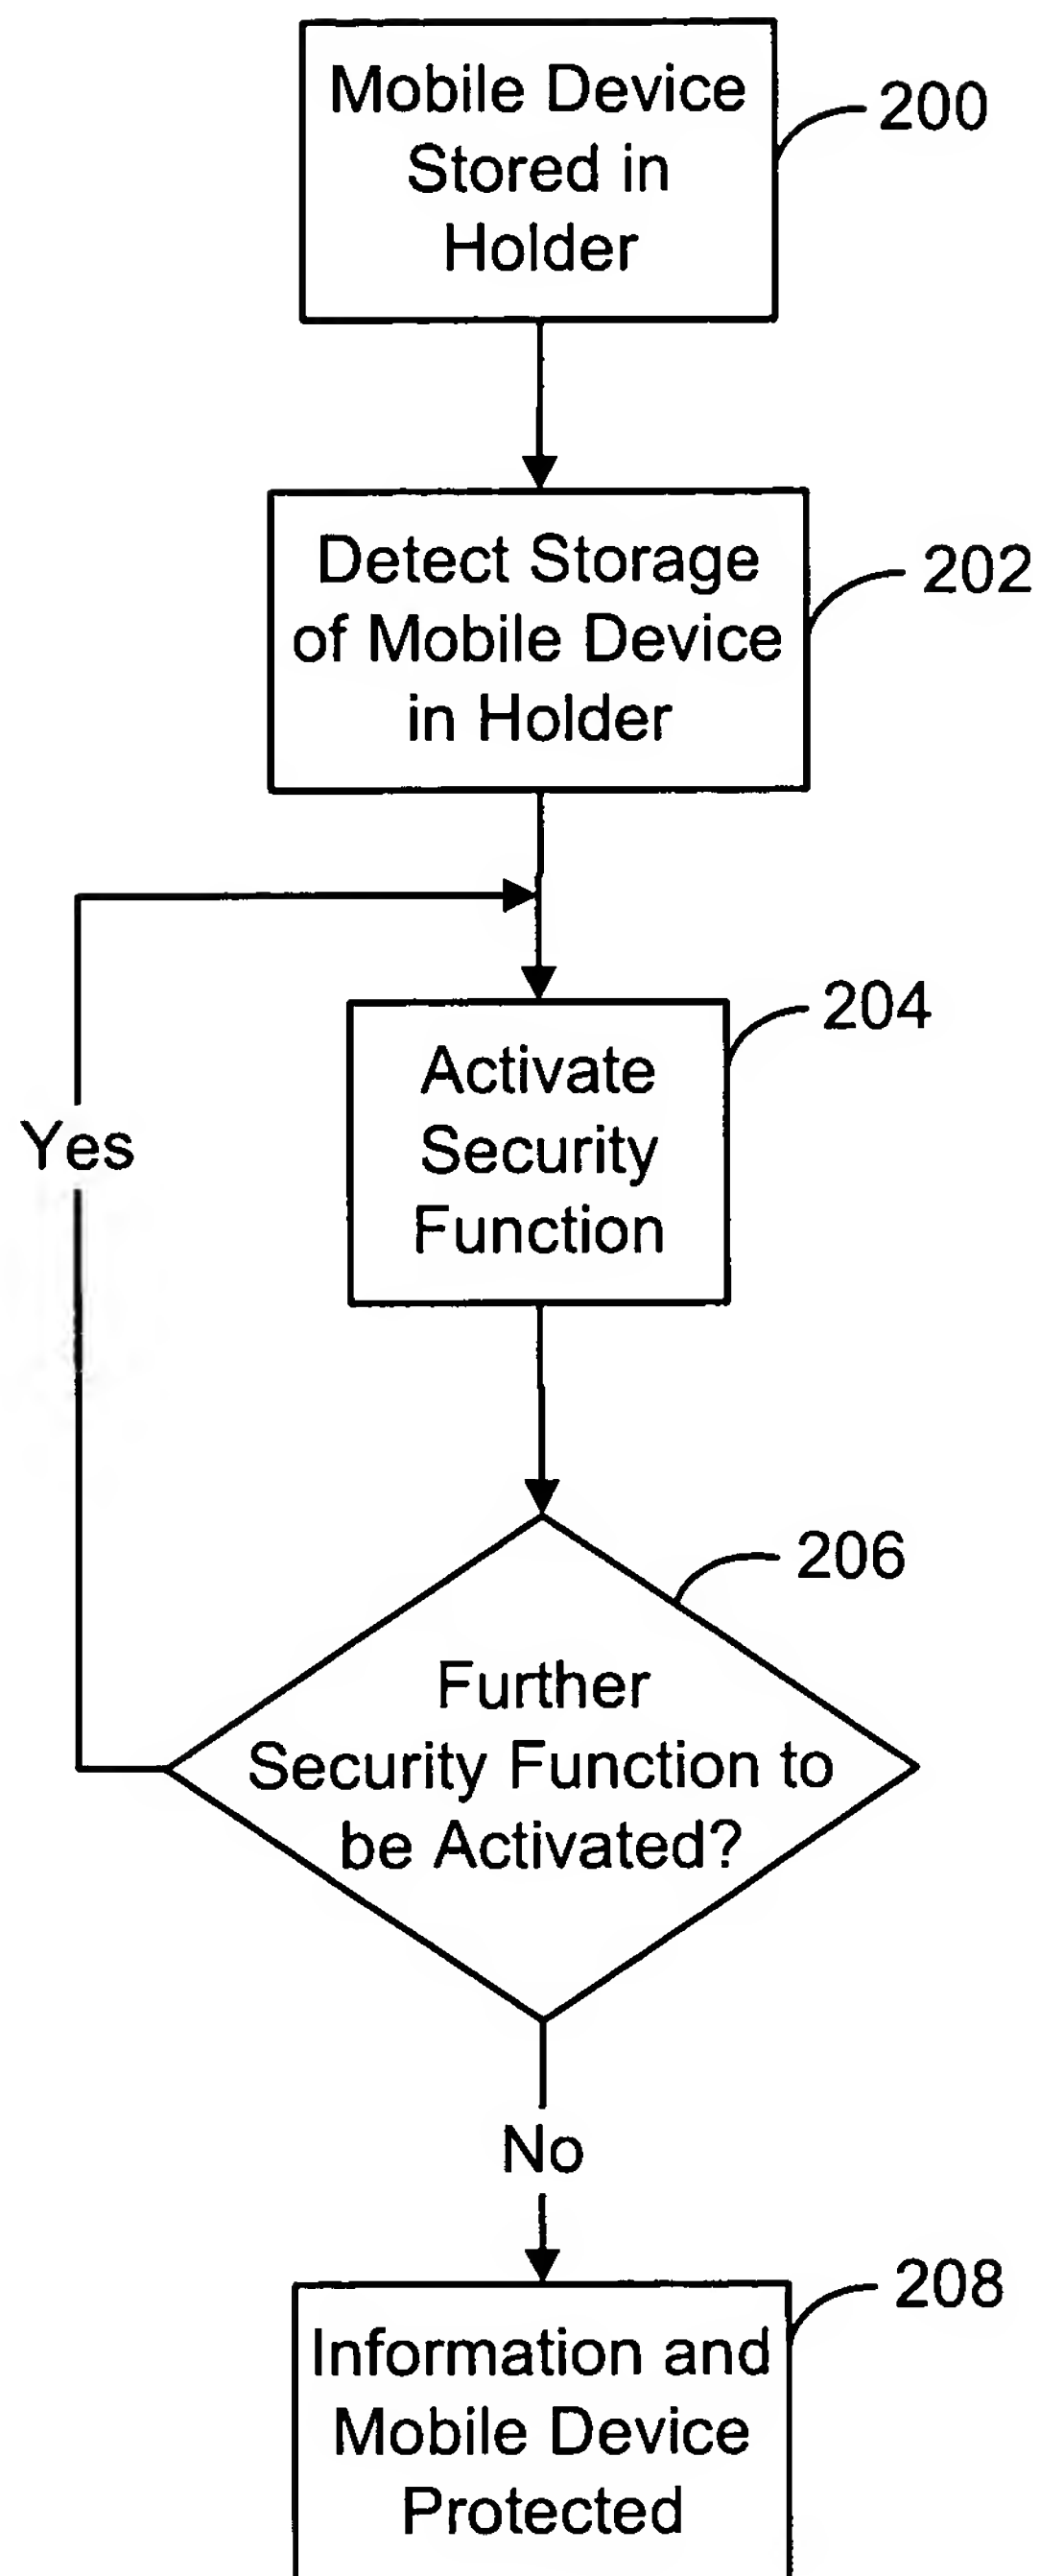 Mobile Device
Stored in
Holder
200
Detect Storage
of Mobile Device
in Holder
202
Activate
Security
Function
204
Yes
Further
Security Function to
be Activated?
206
No
Information and
Mobile Device
Protected
208